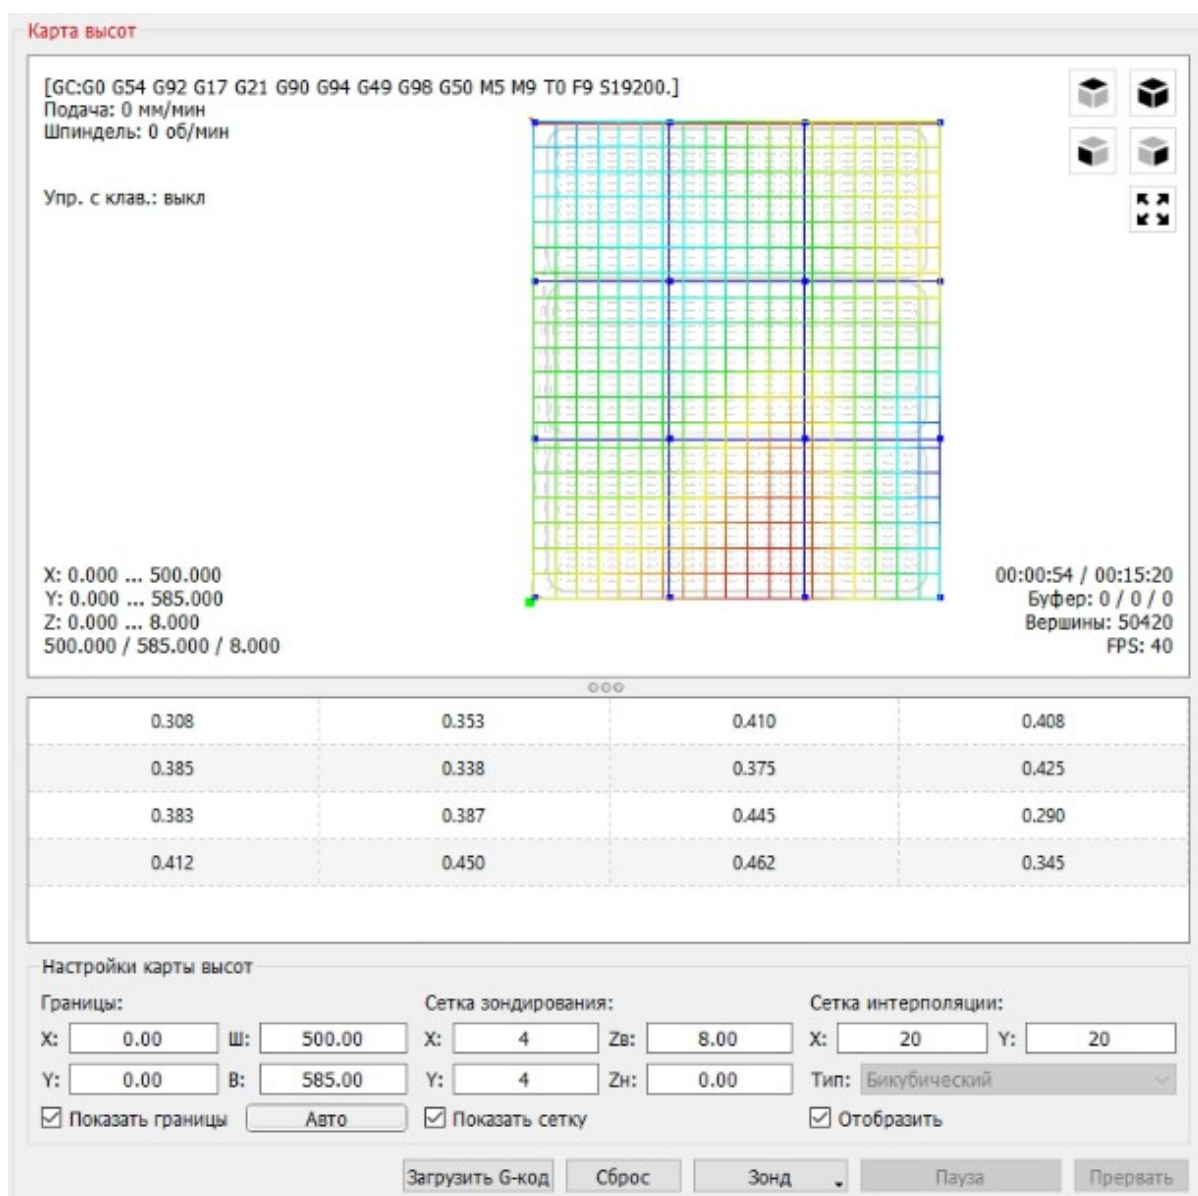 Карта высот
[GC:G0 G54 G92 G17 G21 G90 G94 G49 G98 G50 M5 M9 T0 F9 S19200.]
Подача: 0 мм/мин
Шпиндель: 0 об/мин
Упр. с клав.: выкл
X: 0.000 ... 500.000
Y: 0.000 ... 585.000
Z: 0.000 ... 8.000
500.000 / 585.000 / 8.000
00:00:54 / 00:15:20
Буфер: 0 / 0 / 0
Вершины: 50420
FPS: 40
0.308 0.353 0.410 0.408
0.385 0.338 0.375 0.425
0.383 0.387 0.445 0.290
0.412 0.450 0.462 0.345
Настройки карты высот
Границы: Сетка зондирования: Сетка интерполяции:
X: 0.00 Ш: 500.00 X: 4 Zв: 8.00 X: 20 Y: 20
Y: 0.00 В: 585.00 Y: 4 Zн: 0.00 Тип: Бикубический
Показать границы Авто Показать сетку Отобразить
Загрузить G-код Сброс Зонд Пауза Прервать